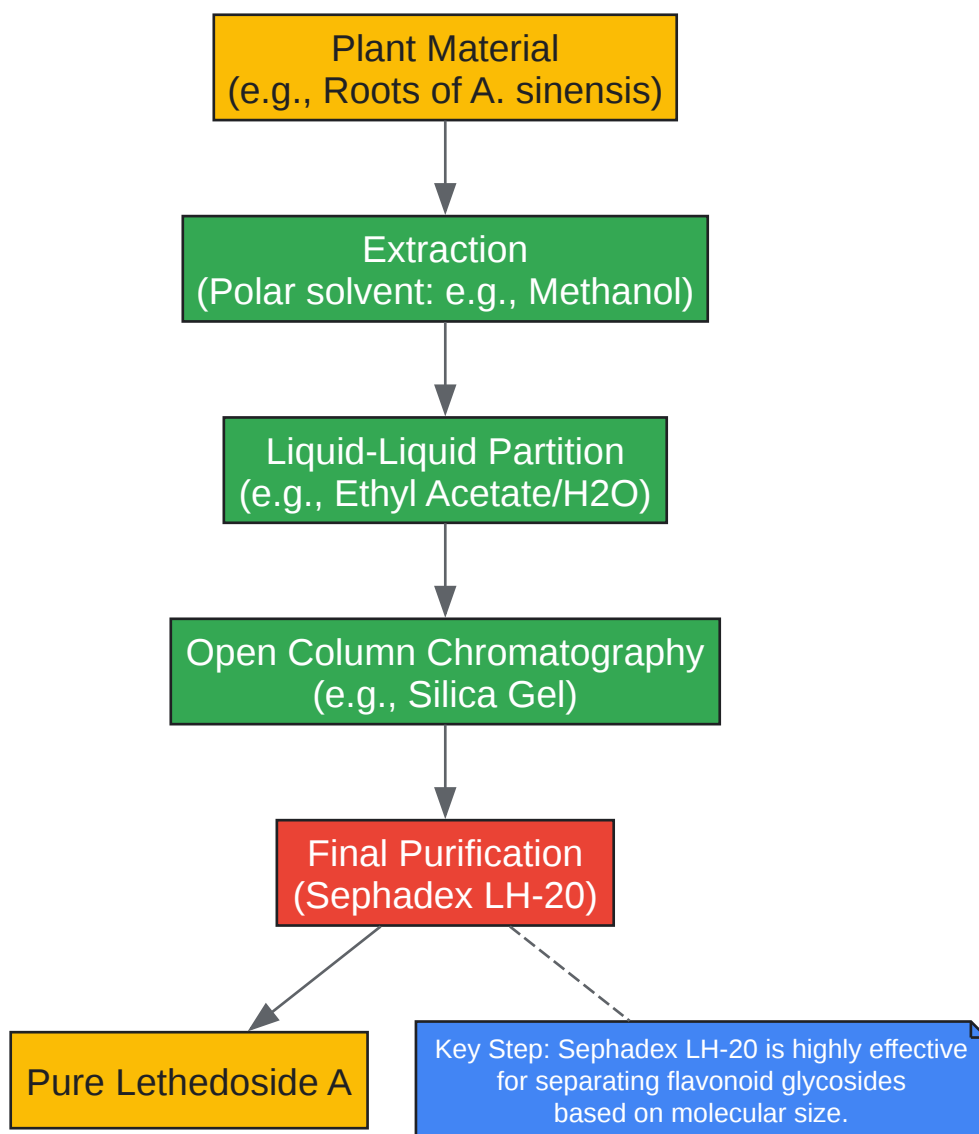 Plant Material
(e.g., Roots of A. sinensis)
Extraction
(Polar solvent: e.g., Methanol)
Liquid-Liquid Partition
(e.g., Ethyl Acetate/H2O)
Open Column Chromatography
(e.g., Silica Gel)
Final Purification
(Sephadex LH-20)
Pure Lethedoside A
Key Step: Sephadex LH-20 is highly effective
for separating flavonoid glycosides
based on molecular size.